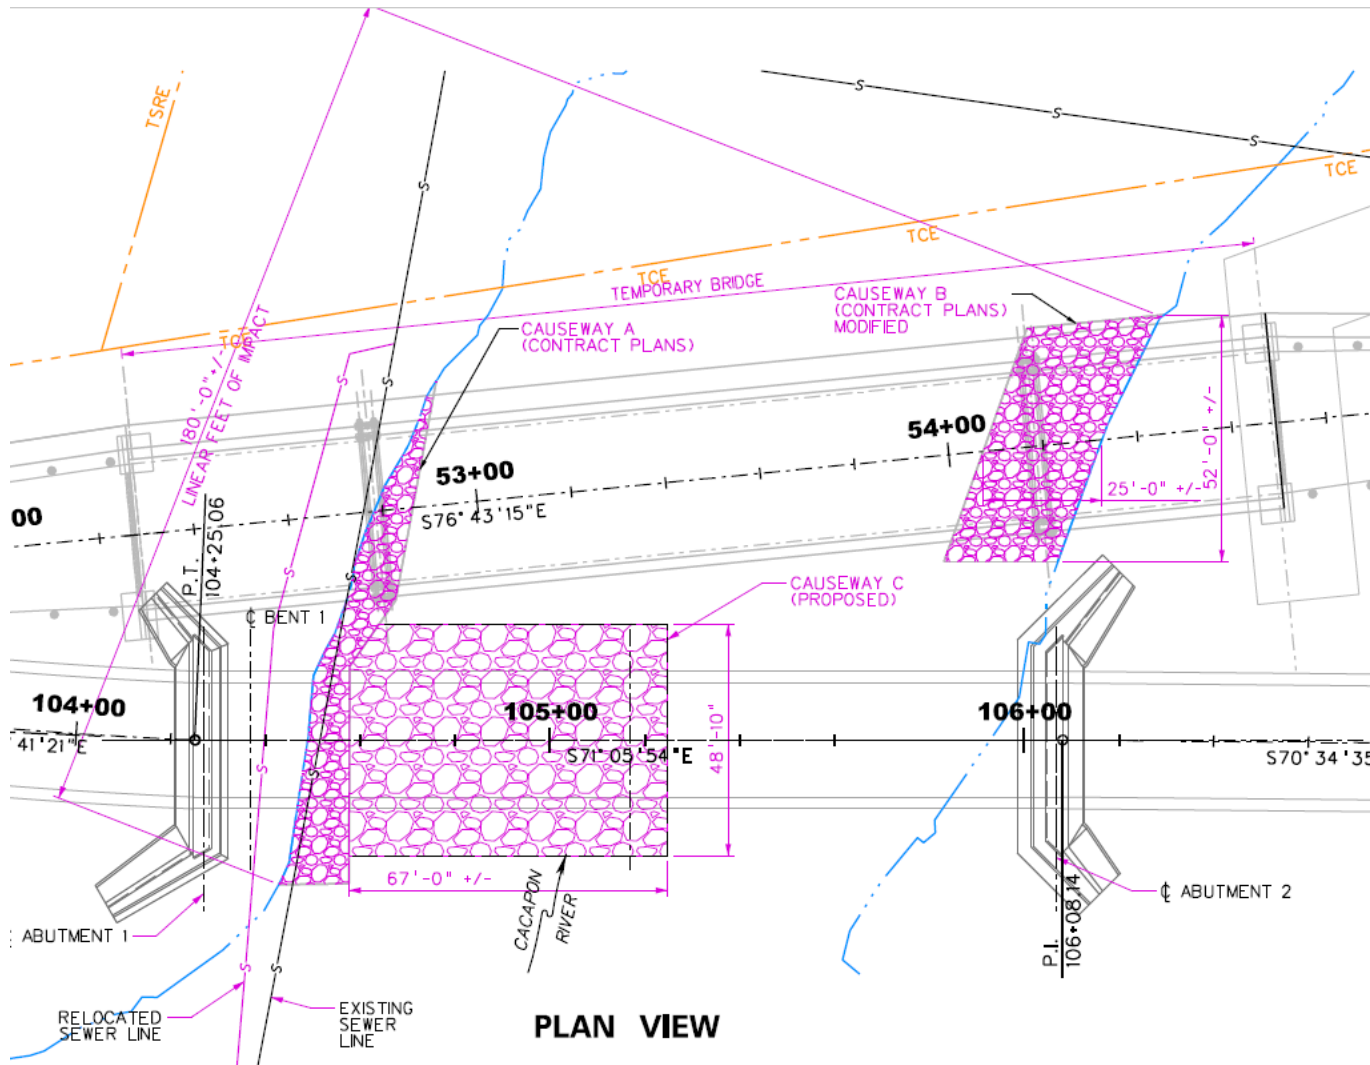 TSRE
S
S
S
S
TCE
TCE
TCE
TCE
TEMPORARY BRIDGE
CAUSEWAY B
(CONTRACT PLANS)
MODIFIED
CAUSEWAY A
(CONTRACT PLANS)
180'-0" +/-
LINEAR FEET OF IMPACT
S
S
54+00
53+00
52'-0" +/-
25'-0" +/-
00
S76°43'15"E
P.T.
104+25.06
S
S
CAUSEWAY C
(PROPOSED)
℄ BENT 1
104+00
105+00
106+00
41'21"E
S71°05'54"E
S70°34'35
48'-10"
S
S
67'-0" +/-
CACAPON
RIVER
℄ ABUTMENT 2
P.I.
106+08.14
ABUTMENT 1
S
S
RELOCATED
SEWER LINE
EXISTING
SEWER
LINE
PLAN VIEW